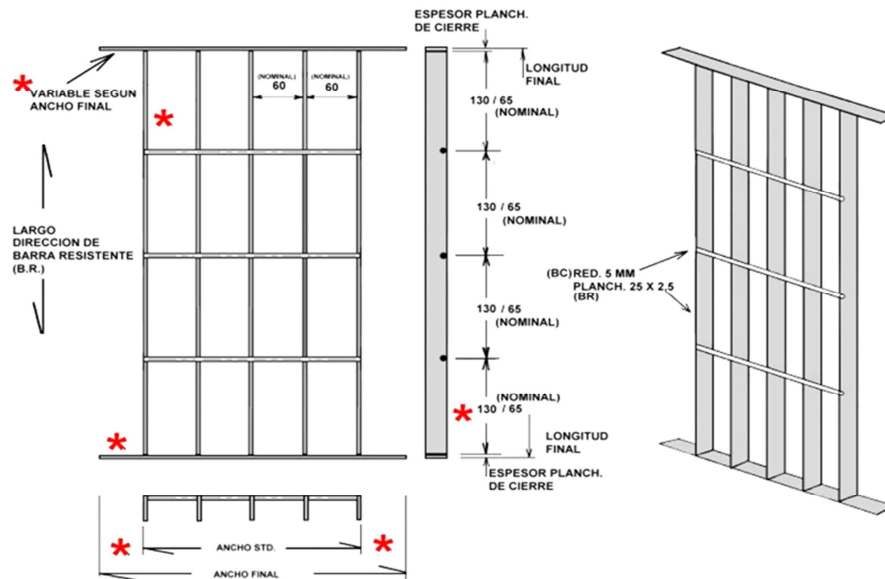 ESPESOR PLANCH.
DE CIERRE
LONGITUD
FINAL
* VARIABLE SEGUN
ANCHO FINAL
(NOMINAL)
60
(NOMINAL)
60
*
130 / 65
(NOMINAL)
LARGO
DIRECCION DE
BARRA RESISTENTE
(B.R.)
130 / 65
(NOMINAL)
130 / 65
(NOMINAL)
(BC) RED. 5 MM
PLANCH. 25 X 2,5
(BR)
(NOMINAL)
* 130 / 65
*
LONGITUD
FINAL
ESPESOR PLANCH.
DE CIERRE
* ANCHO STD. *
ANCHO FINAL